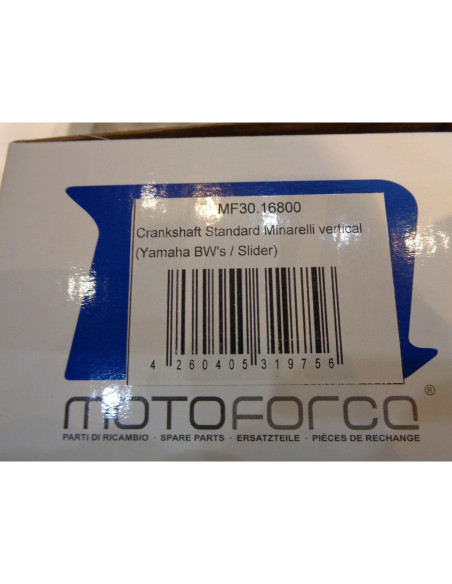 MF30.16800
Crankshaft Standard Minarelli vertical
(Yamaha BW's / Slider)
4 260405 319756
MOTOFORCE ®
PARTI DI RICAMBIO · SPARE PARTS · ERSATZTEILE · PIÈCES DE RECHANGE